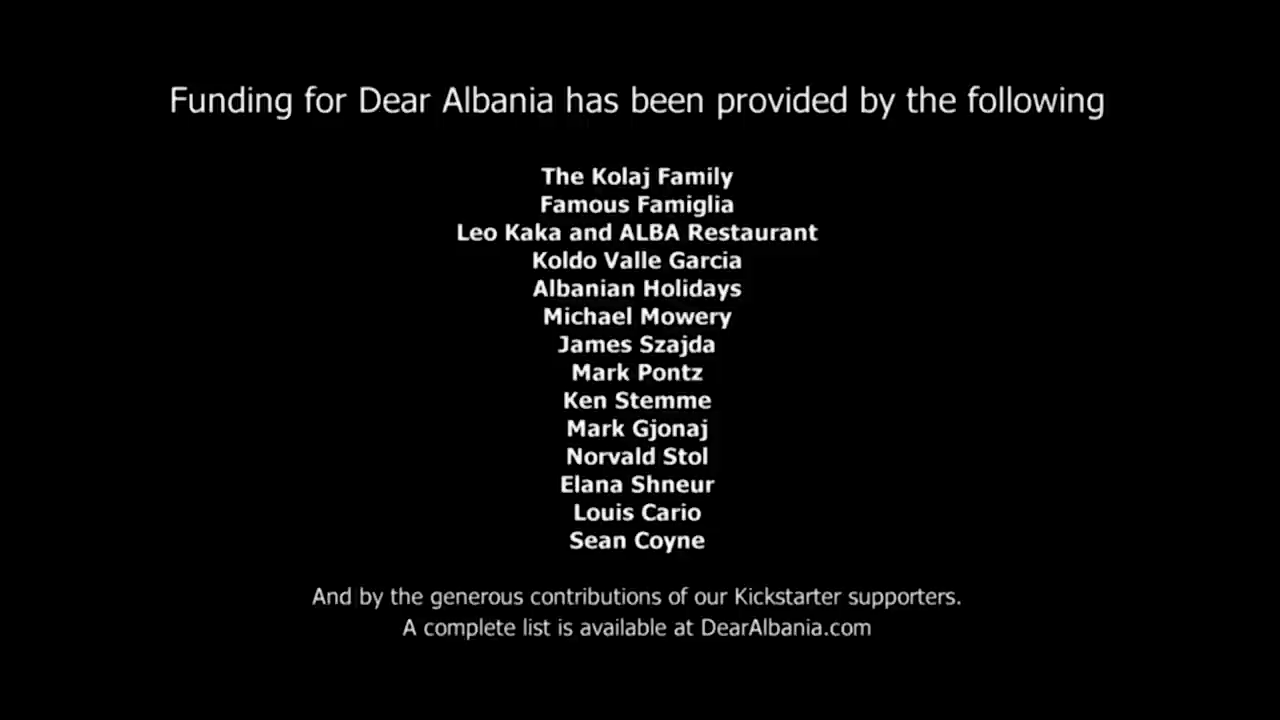 Funding for Dear Albania has been provided by the following
The Kolaj Family
Famous Famiglia
Leo Kaka and ALBA Restaurant
Koldo Valle Garcia
Albanian Holidays
Michael Mowery
James Szajda
Mark Pontz
Ken Stemme
Mark Gjonaj
Norvald Stol
Elana Shneur
Louis Cario
Sean Coyne
And by the generous contributions of our Kickstarter supporters.
A complete list is available at DearAlbania.com